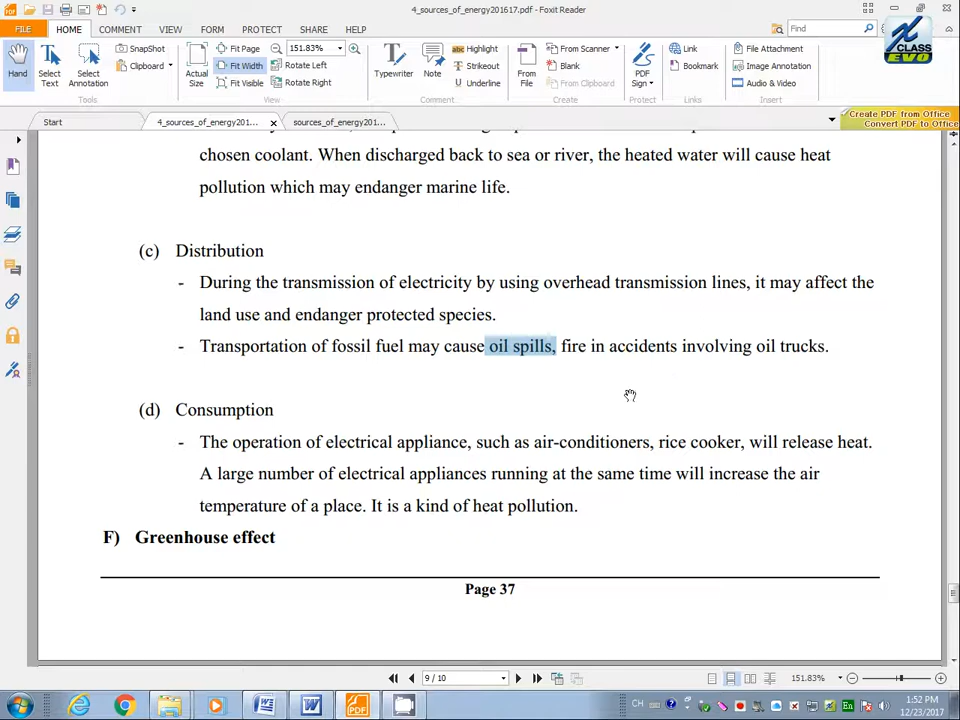 4_sources_of_energy201617.pdf - Foxit Reader
FILE HOME COMMENT VIEW FORM PROTECT SHARE HELP
Find
XCLASS
EVO
Hand
Select
Text
Select
Annotation
SnapShot
Clipboard
Tools
Actual
Size
Fit Page
Fit Width
Fit Visible
151.83%
Rotate Left
Rotate Right
View
Typewriter
Note
Highlight
Strikeout
Underline
Comment
From
File
From Scanner
Blank
From Clipboard
Create
PDF
Sign
Protect
Link
Bookmark
Links
File Attachment
Image Annotation
Audio & Video
Insert
Start
4_sources_of_energy201...
sources_of_energy201...
Create PDF from Office
Convert PDF to Office
chosen coolant. When discharged back to sea or river, the heated water will cause heat
pollution which may endanger marine life.
(c) Distribution
- During the transmission of electricity by using overhead transmission lines, it may affect the
land use and endanger protected species.
- Transportation of fossil fuel may cause oil spills, fire in accidents involving oil trucks.
(d) Consumption
- The operation of electrical appliance, such as air-conditioners, rice cooker, will release heat.
A large number of electrical appliances running at the same time will increase the air
temperature of a place. It is a kind of heat pollution.
F) Greenhouse effect
Page 37
9 / 10
151.83%
CH
En
1:52 PM
12/23/2017